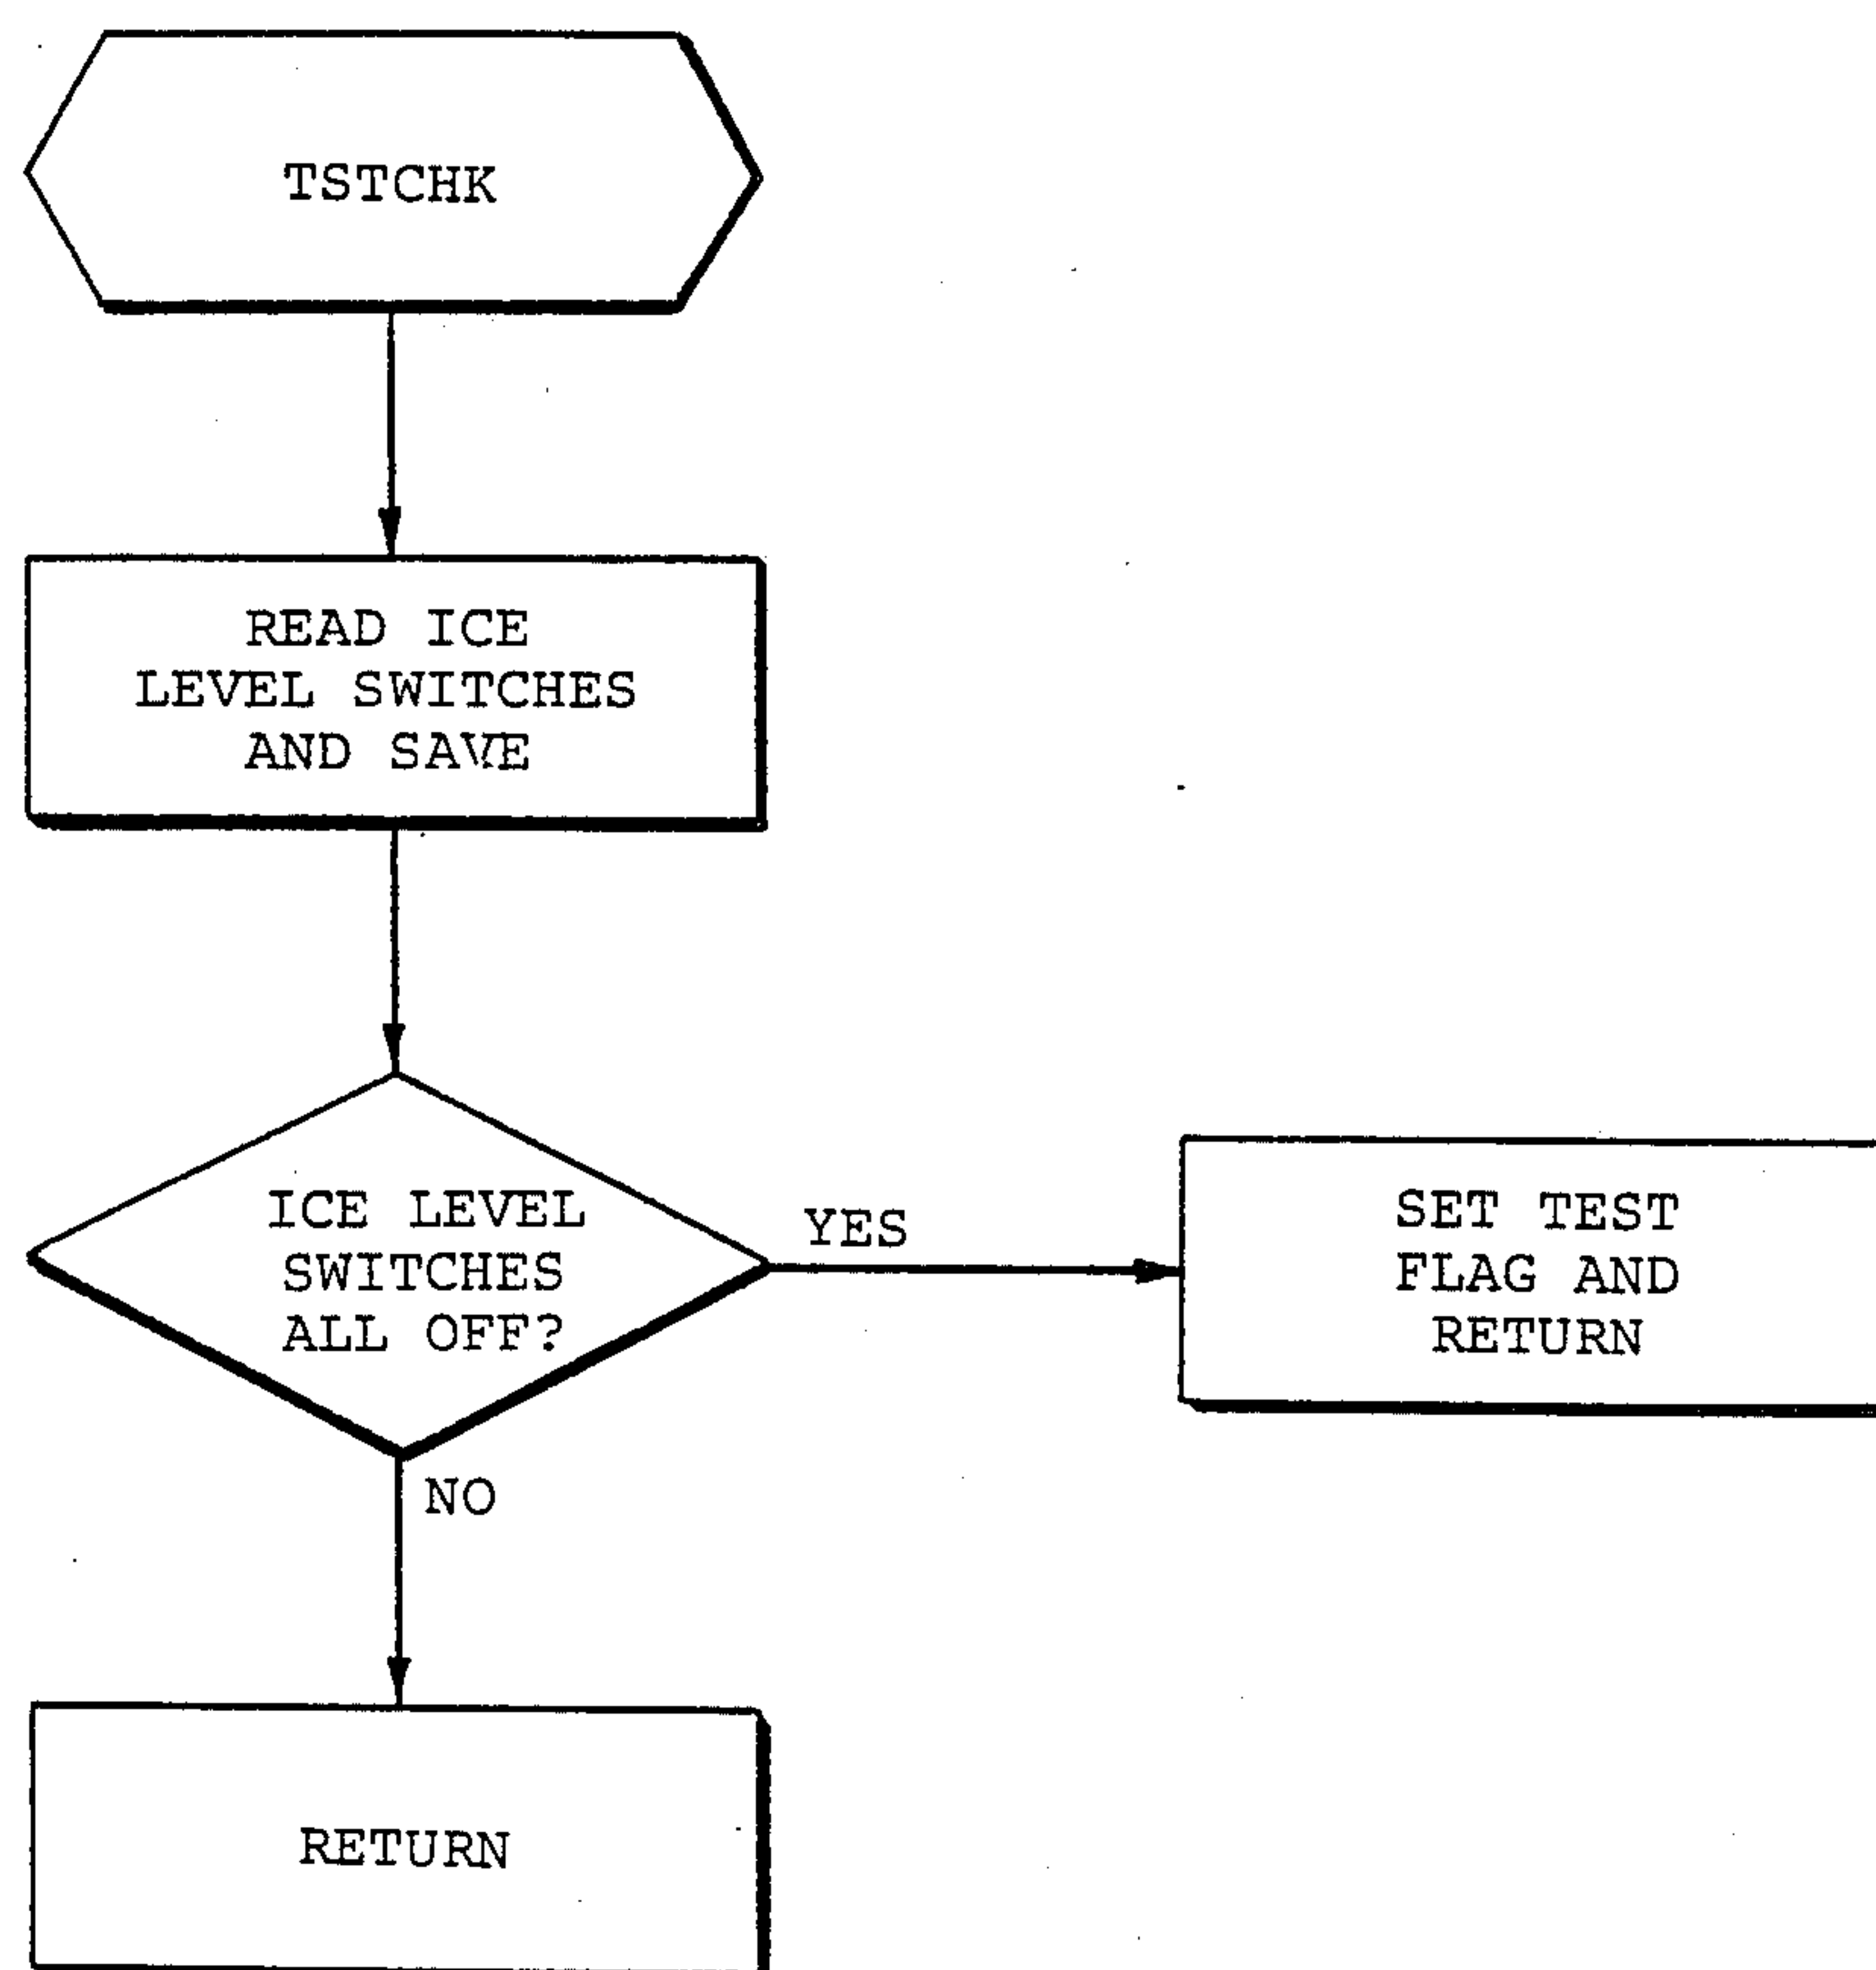 TSTCHK
READ ICE
LEVEL SWITCHES
AND SAVE
ICE LEVEL
SWITCHES
ALL OFF?
YES
SET TEST
FLAG AND
RETURN
NO
RETURN